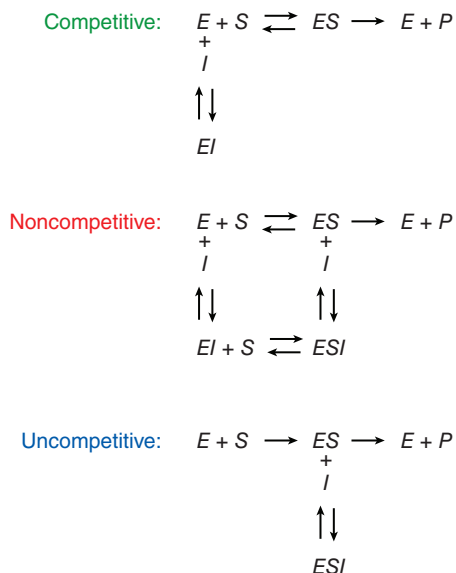 Competitive: E + S ⇌ ES → E + P
+
I
⇅
EI
Noncompetitive: E + S ⇌ ES → E + P
+ +
I I
⇅ ⇅
EI + S ⇌ ESI
Uncompetitive: E + S → ES → E + P
+
I
⇅
ESI